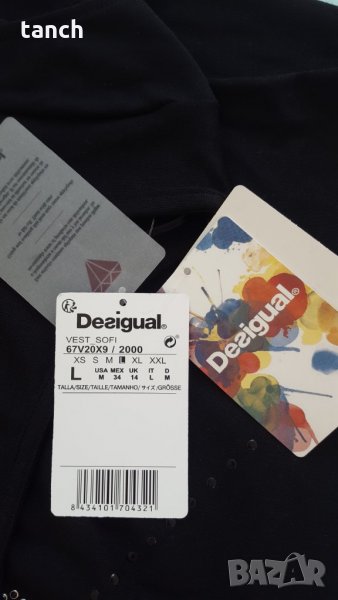 tanch
Desigual®
VEST_SOFI
67V20X9 / 2000
XS S M L XL XXL
L
USA MEX UK IT D
M 34 14 L M
TALLA/SIZE/TAILLE/TAMANHO/サイズ/GRÖSSE
8 434101 704321
Desigual®
BAZAR